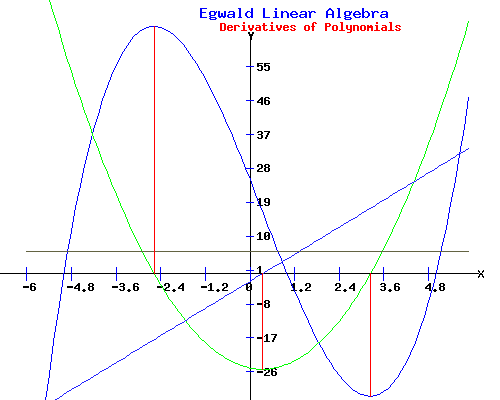 Egwald Linear Algebra
Derivatives of Polynomials
Y
55
46
37
28
19
10
1
X
-6 -4.8 -3.6 -2.4 -1.2 0 1.2 2.4 3.6 4.8
-8
-17
-26